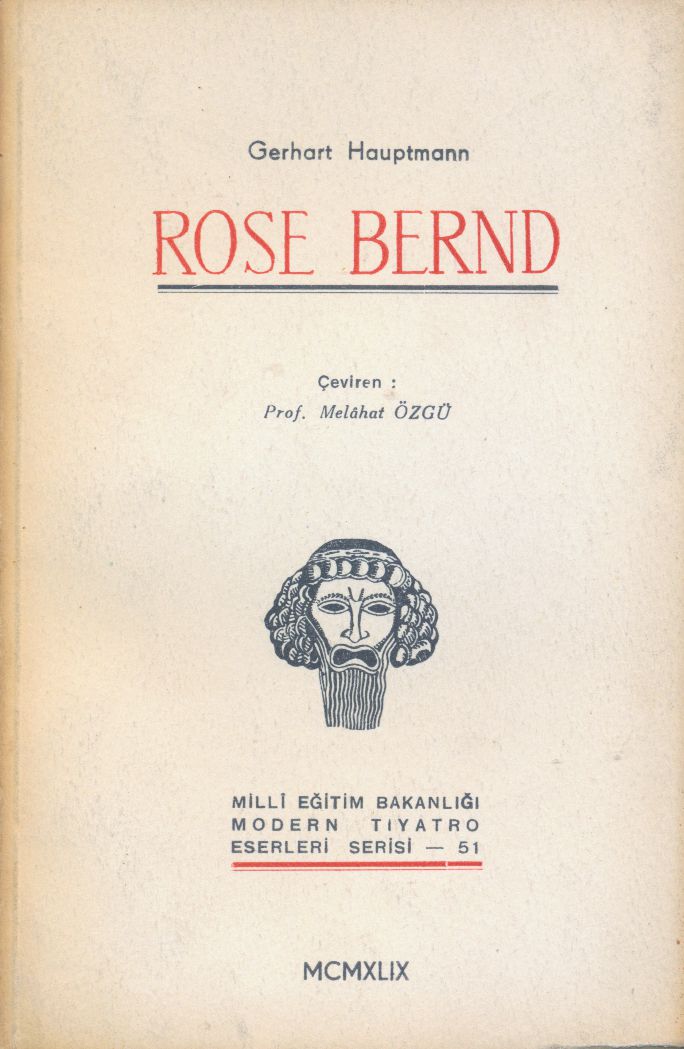 Gerhart Hauptmann
ROSE BERND
Çeviren :
Prof. Melâhat ÖZGÜ
MİLLÎ EĞİTİM BAKANLIĞI
MODERN TIYATRO
ESERLERİ SERİSİ — 51
MCMXLIX